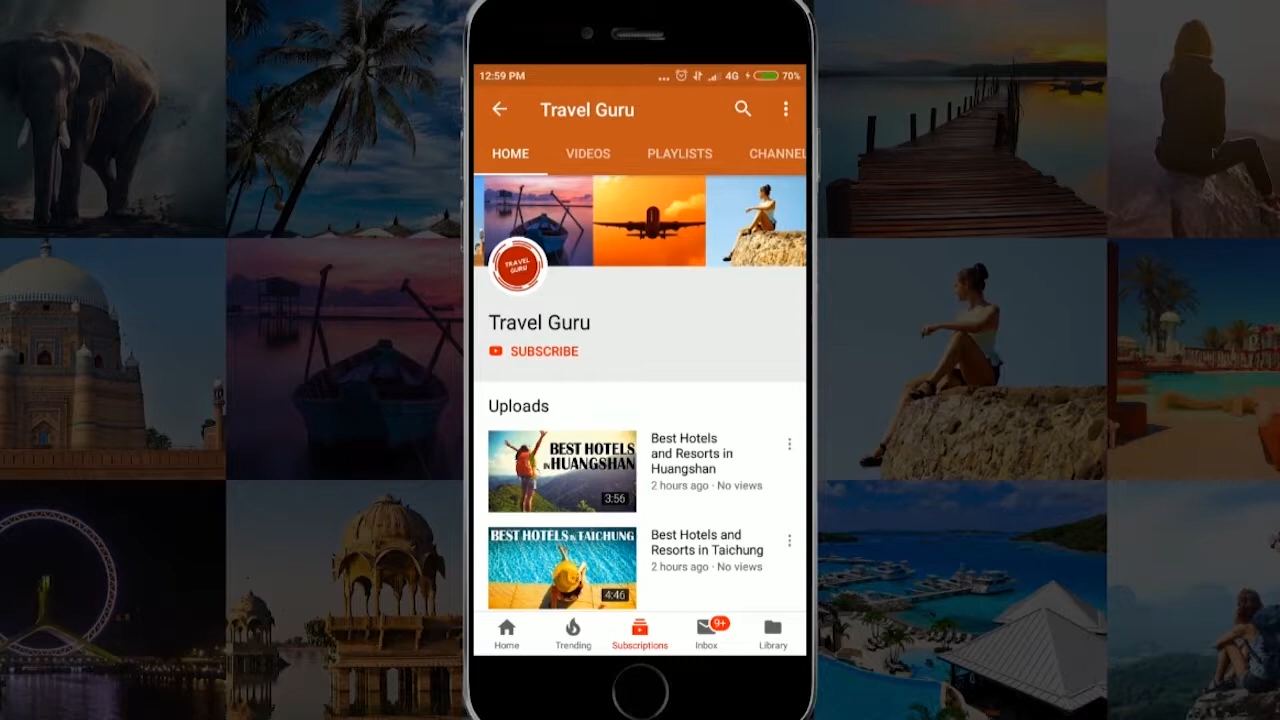 12:59 PM ... 4G 70%
Travel Guru
HOME VIDEOS PLAYLISTS CHANNEL
TRAVEL
GURU
Travel Guru
SUBSCRIBE
Uploads
BEST HOTELS
IN HUANGSHAN
3:56
Best Hotels
and Resorts in
Huangshan
2 hours ago · No views
BEST HOTELS IN TAICHUNG
4:46
Best Hotels and
Resorts in Taichung
2 hours ago · No views
9+
Home Trending Subscriptions Inbox Library